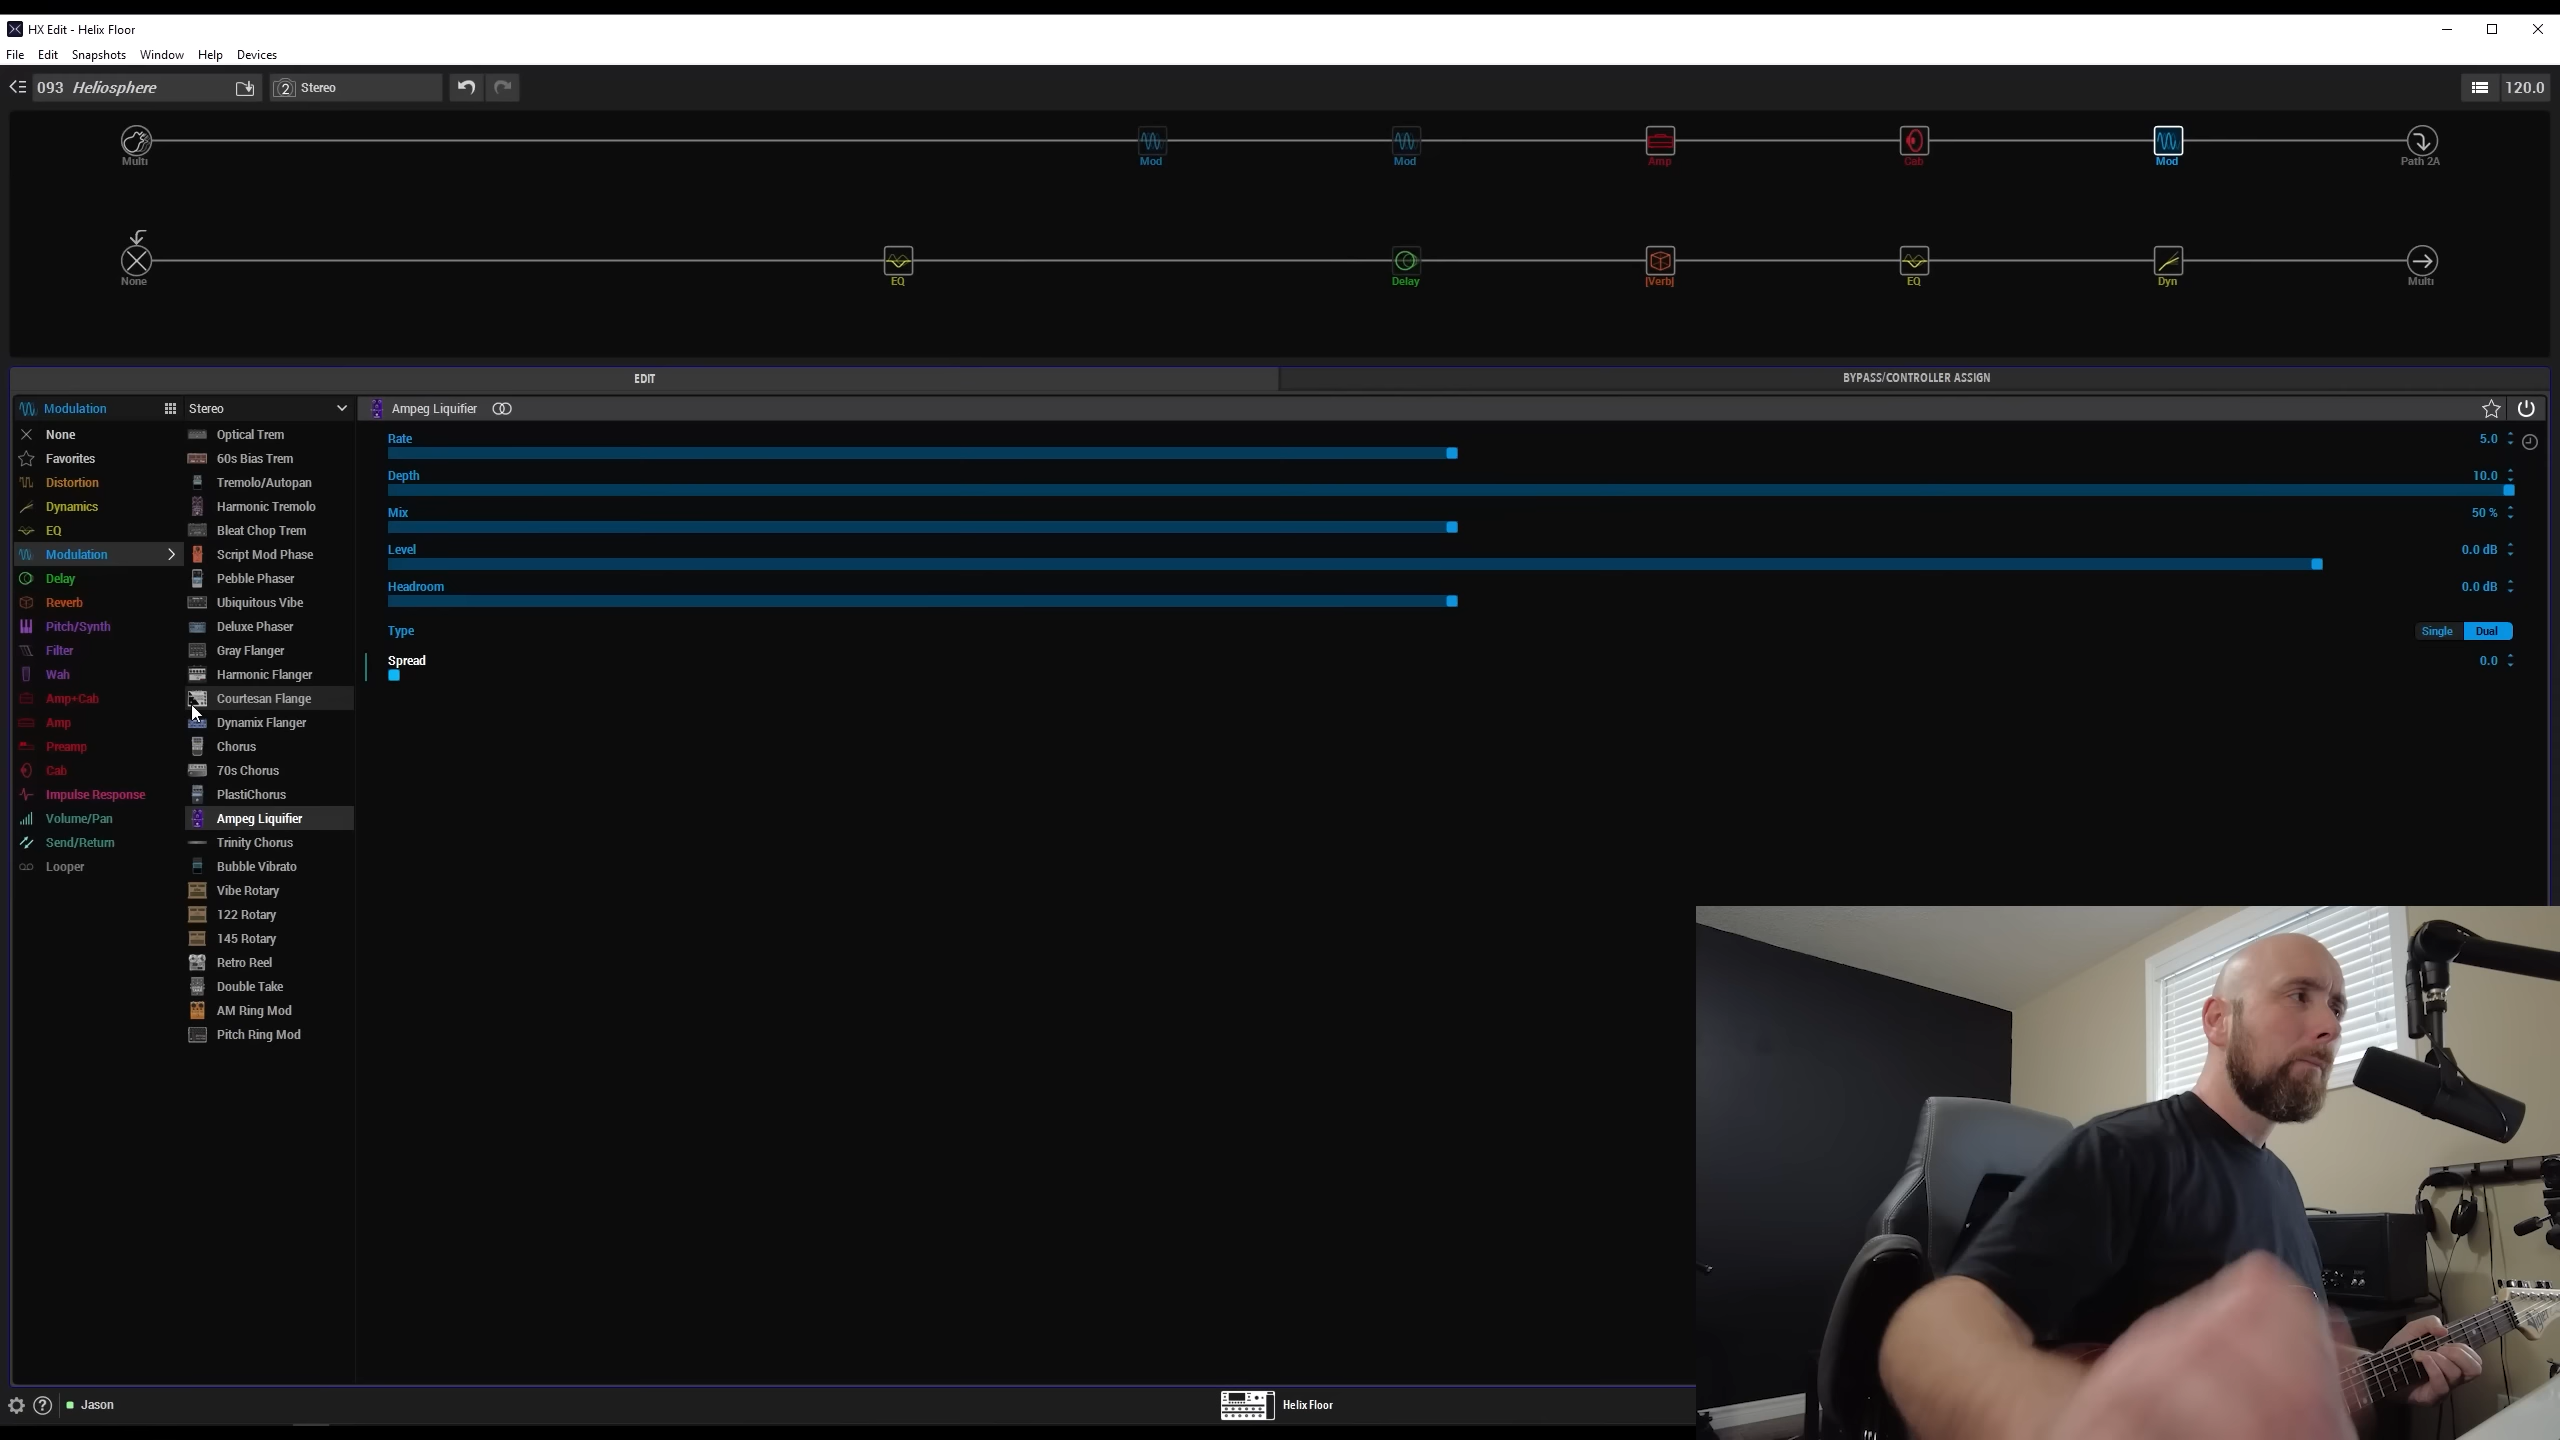 HX Edit - Helix Floor
File Edit Snapshots Window Help Devices
093 Heliosphere 2 Stereo 120.0
Multi Mod Mod Amp Cab Mod Path 2A
None EQ Delay |Verb| EQ Dyn Multi
EDIT BYPASS/CONTROLLER ASSIGN
Modulation Stereo Ampeg Liquifier
None
Favorites
Distortion
Dynamics
EQ
Modulation
Delay
Reverb
Pitch/Synth
Filter
Wah
Amp+Cab
Amp
Preamp
Cab
Impulse Response
Volume/Pan
Send/Return
Looper
Optical Trem
60s Bias Trem
Tremolo/Autopan
Harmonic Tremolo
Bleat Chop Trem
Script Mod Phase
Pebble Phaser
Ubiquitous Vibe
Deluxe Phaser
Gray Flanger
Harmonic Flanger
Courtesan Flange
Dynamix Flanger
Chorus
70s Chorus
PlastiChorus
Ampeg Liquifier
Trinity Chorus
Bubble Vibrato
Vibe Rotary
122 Rotary
145 Rotary
Retro Reel
Double Take
AM Ring Mod
Pitch Ring Mod
Rate 5.0
Depth 10.0
Mix 50 %
Level 0.0 dB
Headroom 0.0 dB
Type Single Dual
Spread 0.0
Jason Helix Floor